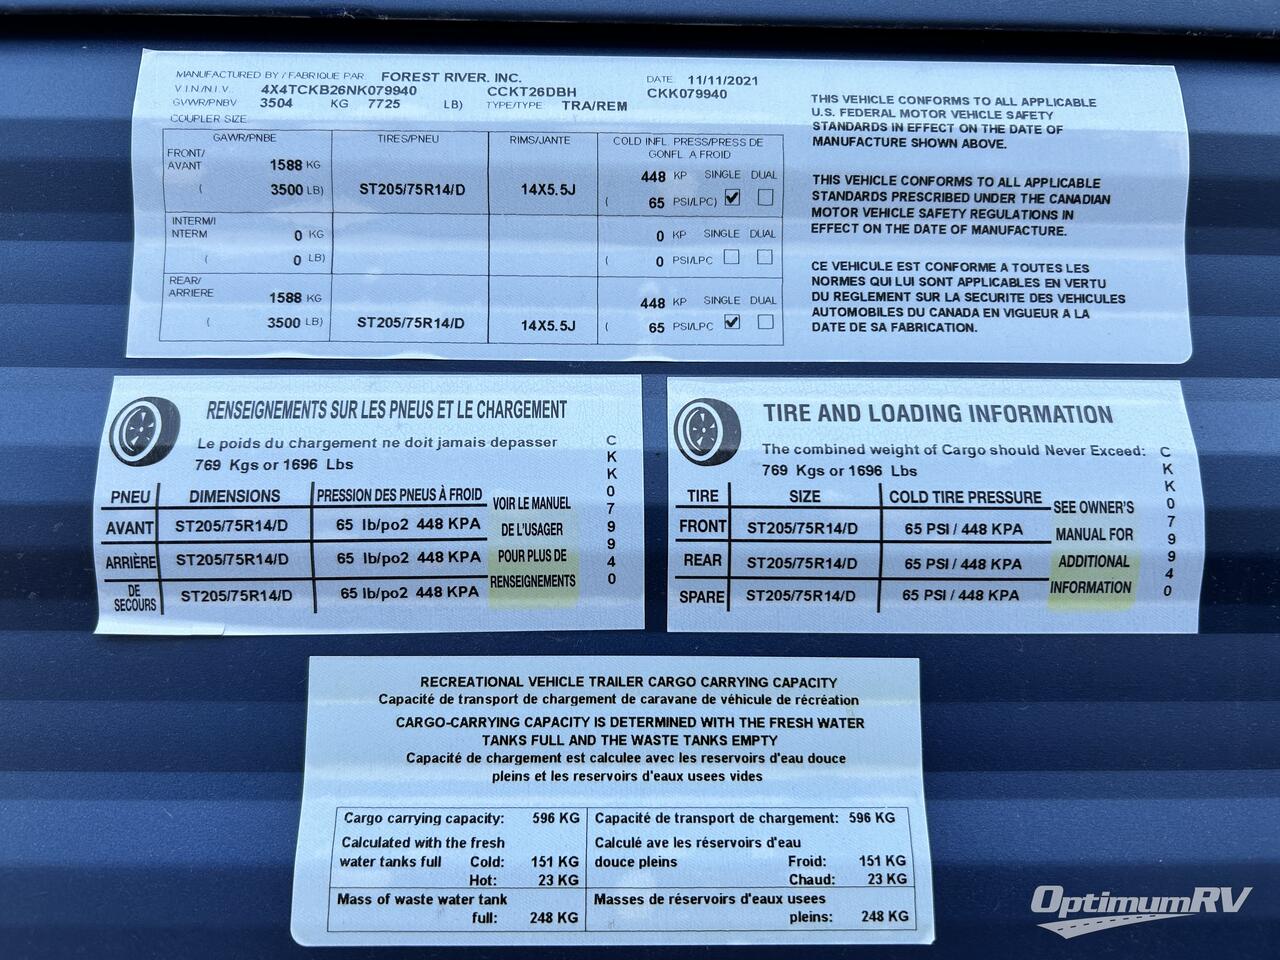 MANUFACTURED BY / FABRIQUE PAR FOREST RIVER, INC. DATE 11/11/2021
V.I.N/N.I.V. 4X4TCKB26NK079940 CCKT26DBH CKK079940
GVWR/PNBV 3504 KG 7725 LB) TYPE/TYPE TRA/REM
COUPLER SIZE
GAWR/PNBE TIRES/PNEU RIMS/JANTE COLD INFL. PRESS/PRESS DE
GONFL. A FROID
FRONT/
AVANT 1588 KG 448 KP SINGLE DUAL
( 3500 LB) ST205/75R14/D 14X5.5J ( 65 PSI/LPC)
INTERM/I
NTERM 0 KG 0 KP SINGLE DUAL
( 0 LB) ( 0 PSI/LPC
REAR/
ARRIERE 1588 KG 448 KP SINGLE DUAL
( 3500 LB) ST205/75R14/D 14X5.5J ( 65 PSI/LPC
THIS VEHICLE CONFORMS TO ALL APPLICABLE
U.S. FEDERAL MOTOR VEHICLE SAFETY
STANDARDS IN EFFECT ON THE DATE OF
MANUFACTURE SHOWN ABOVE.
THIS VEHICLE CONFORMS TO ALL APPLICABLE
STANDARDS PRESCRIBED UNDER THE CANADIAN
MOTOR VEHICLE SAFETY REGULATIONS IN
EFFECT ON THE DATE OF MANUFACTURE.
CE VEHICULE EST CONFORME A TOUTES LES
NORMES QUI LUI SONT APPLICABLES EN VERTU
DU REGLEMENT SUR LA SECURITE DES VEHICULES
AUTOMOBILES DU CANADA EN VIGUEUR A LA
DATE DE SA FABRICATION.
RENSEIGNEMENTS SUR LES PNEUS ET LE CHARGEMENT
Le poids du chargement ne doit jamais depasser
769 Kgs or 1696 Lbs
PNEU DIMENSIONS PRESSION DES PNEUS À FROID
AVANT ST205/75R14/D 65 lb/po2 448 KPA
ARRIÈRE ST205/75R14/D 65 lb/po2 448 KPA
DE
SECOURS ST205/75R14/D 65 lb/po2 448 KPA
VOIR LE MANUEL
DE L'USAGER
POUR PLUS DE
RENSEIGNEMENTS
CKK079940
TIRE AND LOADING INFORMATION
The combined weight of Cargo should Never Exceed:
769 Kgs or 1696 Lbs
TIRE SIZE COLD TIRE PRESSURE
FRONT ST205/75R14/D 65 PSI / 448 KPA
REAR ST205/75R14/D 65 PSI / 448 KPA
SPARE ST205/75R14/D 65 PSI / 448 KPA
SEE OWNER'S
MANUAL FOR
ADDITIONAL
INFORMATION
CKK079940
RECREATIONAL VEHICLE TRAILER CARGO CARRYING CAPACITY
Capacité de transport de chargement de caravane de véhicule de récréation
CARGO-CARRYING CAPACITY IS DETERMINED WITH THE FRESH WATER
TANKS FULL AND THE WASTE TANKS EMPTY
Capacité de chargement est calculee avec les reservoirs d'eau douce
pleins et les reservoirs d'eaux usees vides
Cargo carrying capacity: 596 KG
Calculated with the fresh
water tanks full Cold: 151 KG
Hot: 23 KG
Mass of waste water tank
full: 248 KG
Capacité de transport de chargement: 596 KG
Calculé ave les réservoirs d'eau
douce pleins Froid: 151 KG
Chaud: 23 KG
Masses de réservoirs d'eaux usees
pleins: 248 KG
OptimumRV